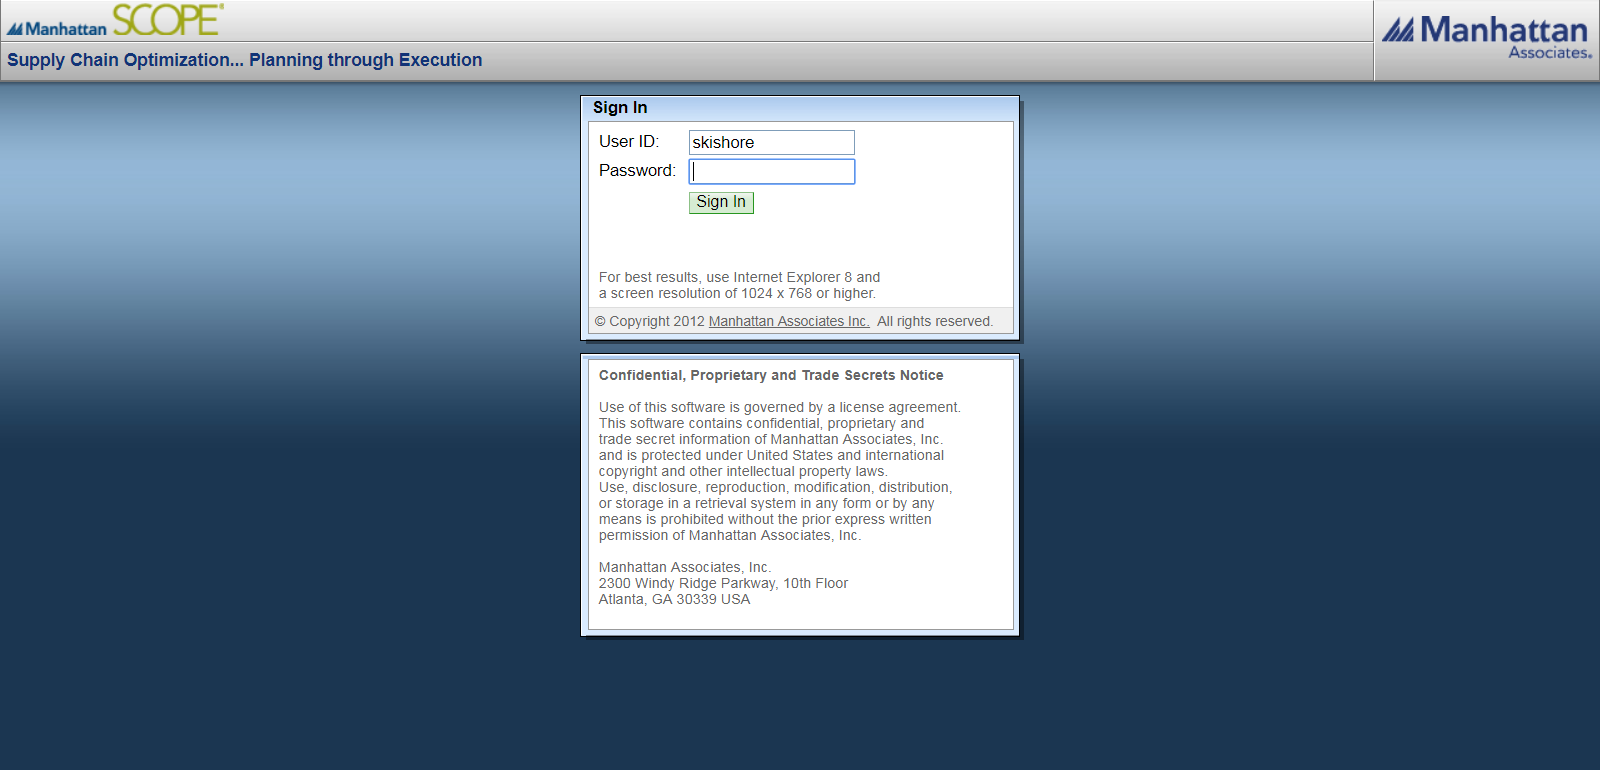 Manhattan SCOPE®
Supply Chain Optimization... Planning through Execution
Manhattan
Associates®
Sign In
User ID: skishore
Password:
Sign In
For best results, use Internet Explorer 8 and
a screen resolution of 1024 x 768 or higher.
© Copyright 2012 Manhattan Associates Inc. All rights reserved.
Confidential, Proprietary and Trade Secrets Notice
Use of this software is governed by a license agreement.
This software contains confidential, proprietary and
trade secret information of Manhattan Associates, Inc.
and is protected under United States and international
copyright and other intellectual property laws.
Use, disclosure, reproduction, modification, distribution,
or storage in a retrieval system in any form or by any
means is prohibited without the prior express written
permission of Manhattan Associates, Inc.
Manhattan Associates, Inc.
2300 Windy Ridge Parkway, 10th Floor
Atlanta, GA 30339 USA